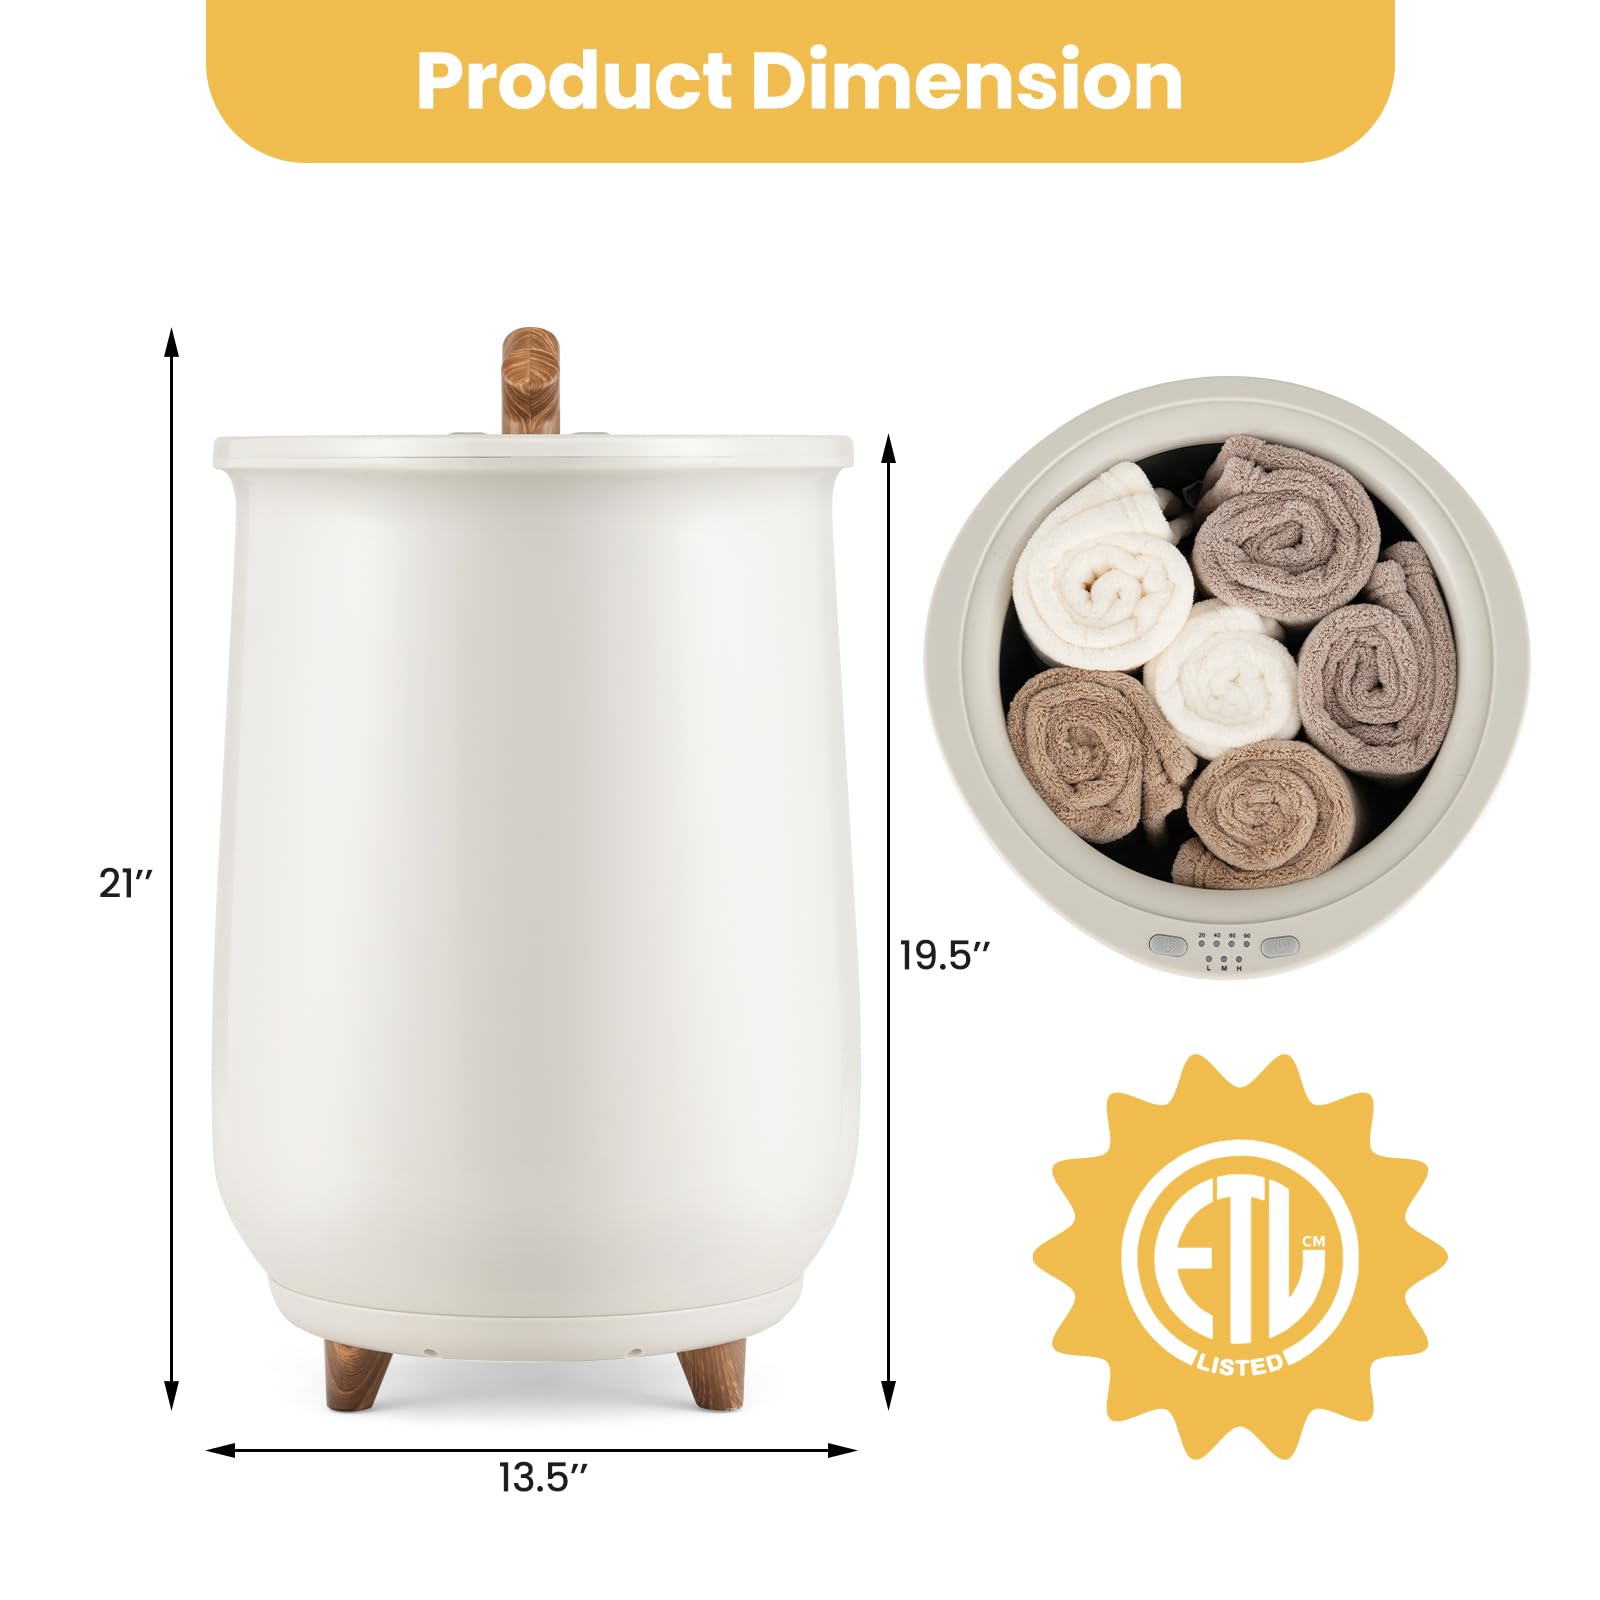 Product Dimension
21′′
19.5′′
13.5′′
20 40 60 90
L M H
ETL CM
LISTED